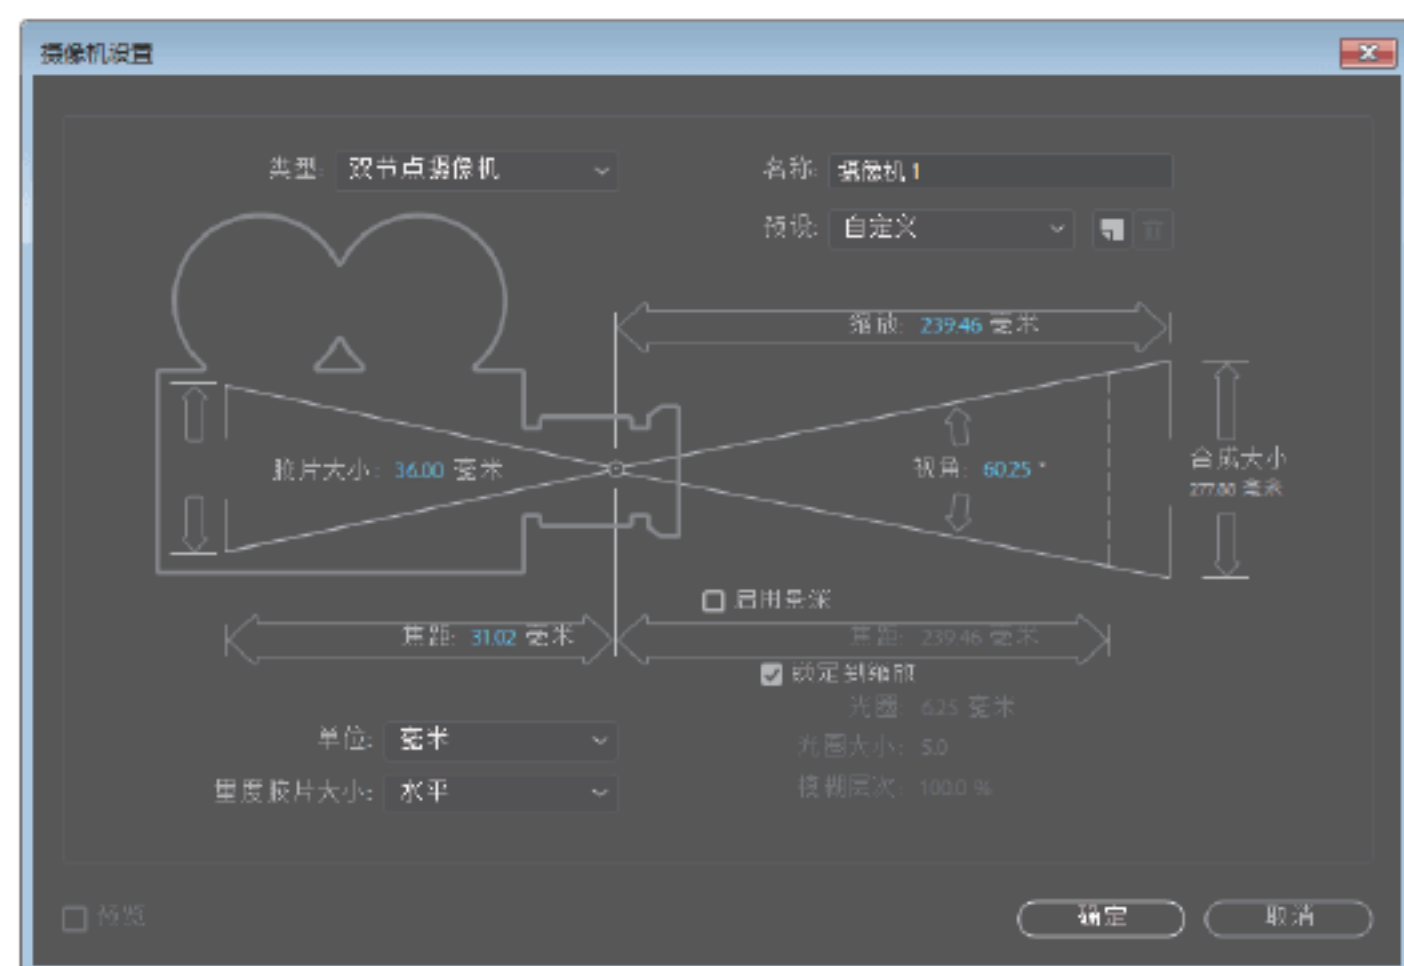 摄像机设置
类型: 双节点摄像机
名称: 摄像机 1
预设: 自定义
缩放: 239.46 毫米
胶片大小: 36.00 毫米
视角: 60.25 °
合成大小
277.88 毫米
启用景深
焦距: 31.02 毫米
焦距: 239.46 毫米
锁定到缩放
光圈: 6.25 毫米
单位: 毫米
光圈大小: 5.0
量度胶片大小: 水平
模糊层次: 100.0 %
预览
确定
取消